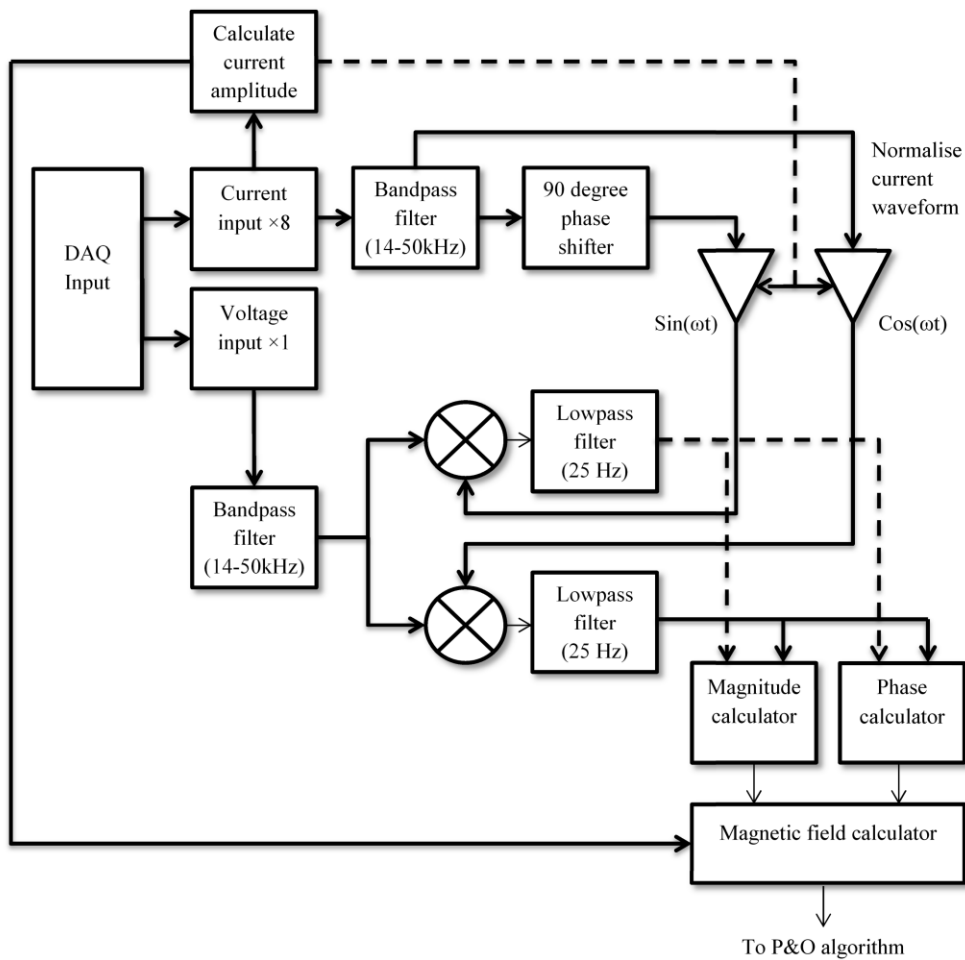 Calculate
current
amplitude
DAQ
Input
Current
input ×8
Bandpass
filter
(14-50kHz)
90 degree
phase
shifter
Normalise
current
waveform
Voltage
input ×1
Sin(ωt)
Cos(ωt)
Lowpass
filter
(25 Hz)
Bandpass
filter
(14-50kHz)
Lowpass
filter
(25 Hz)
Magnitude
calculator
Phase
calculator
Magnetic field calculator
To P&O algorithm